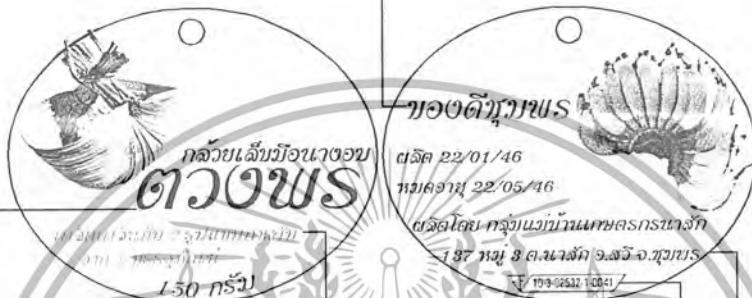 กล้วยเล็บมือนางอบ
ตวงพร
150 กรัม
ของดีชุมพร
ผลิต 22/01/46
หมดอายุ 22/05/46
ผลิตโดย กลุ่มแม่บ้านเกษตรกรนาสัก
137 หมู่ 3 ต.นาสัก อ.สวี จ.ชุมพร